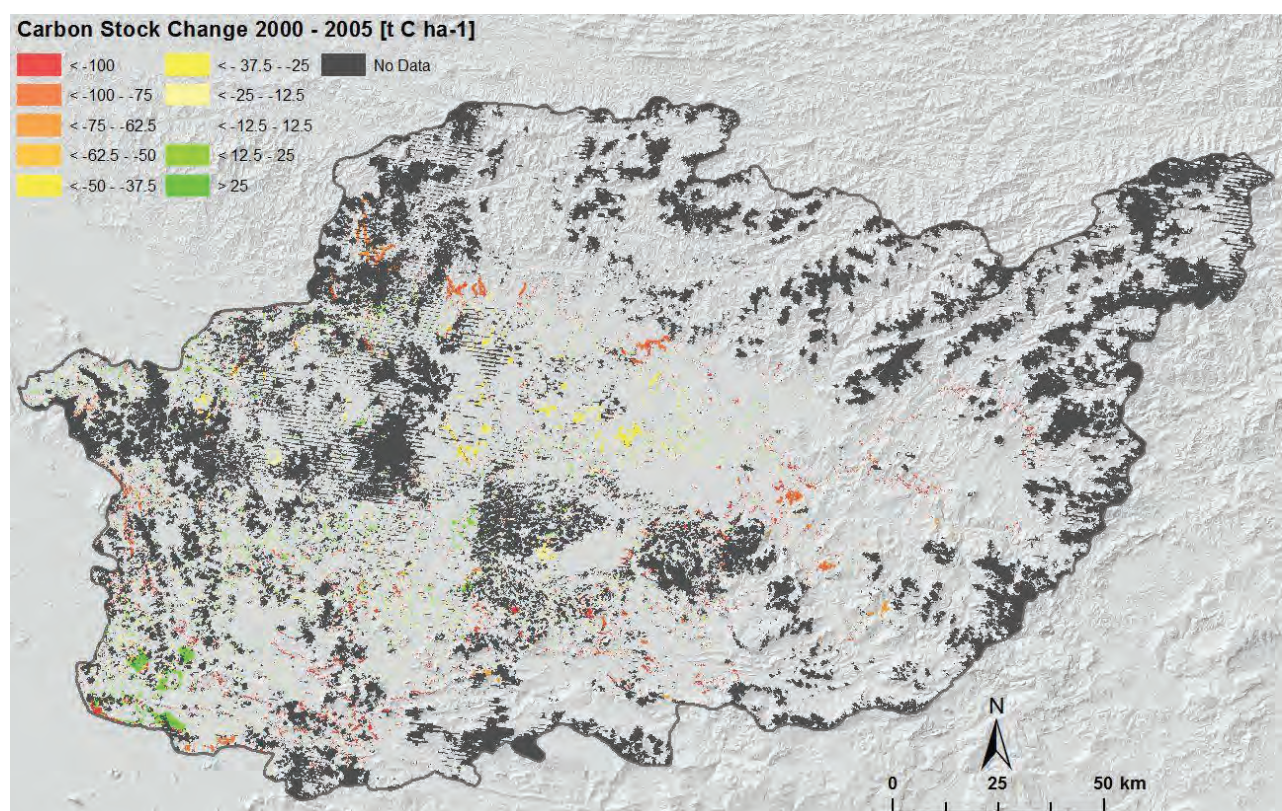 Carbon Stock Change 2000 - 2005 [t C ha-1]
< -100
< -100 - -75
< -75 - -62.5
< -62.5 - -50
< -50 - -37.5
< - 37.5 - -25
< -25 - -12.5
< -12.5 - 12.5
< 12.5 - 25
> 25
No Data
N
0 25 50 km